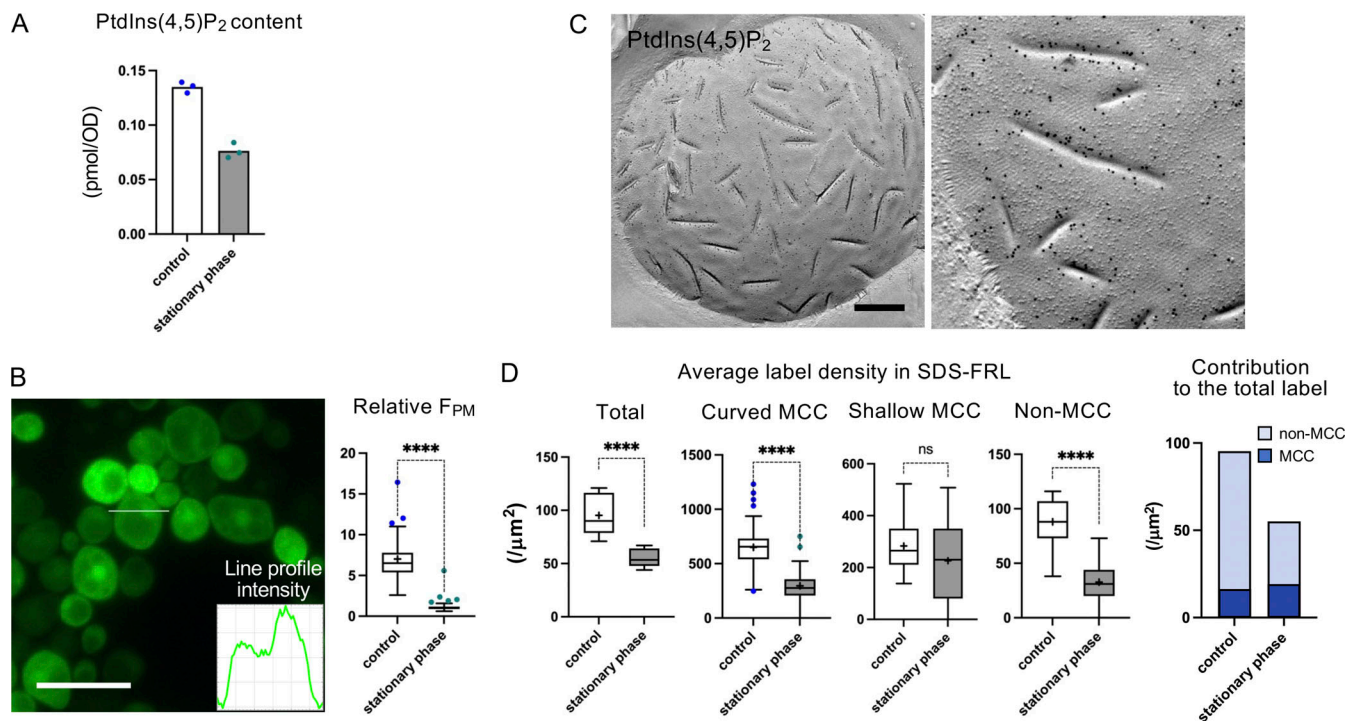 A
PtdIns(4,5)P₂ content
(pmol/OD)
0.15
0.10
0.05
0.00
control
stationary phase
B
Line profile
intensity
Relative F_PM
****
20
15
10
5
0
control
stationary phase
C
PtdIns(4,5)P₂
D
Average label density in SDS-FRL
Total
****
(/μm²)
150
100
50
0
control
stationary phase
Curved MCC
****
1500
1000
500
0
control
stationary phase
Shallow MCC
ns
600
400
200
0
control
stationary phase
Non-MCC
****
150
100
50
0
control
stationary phase
Contribution
to the total label
non-MCC
MCC
100
50
0
control
stationary phase